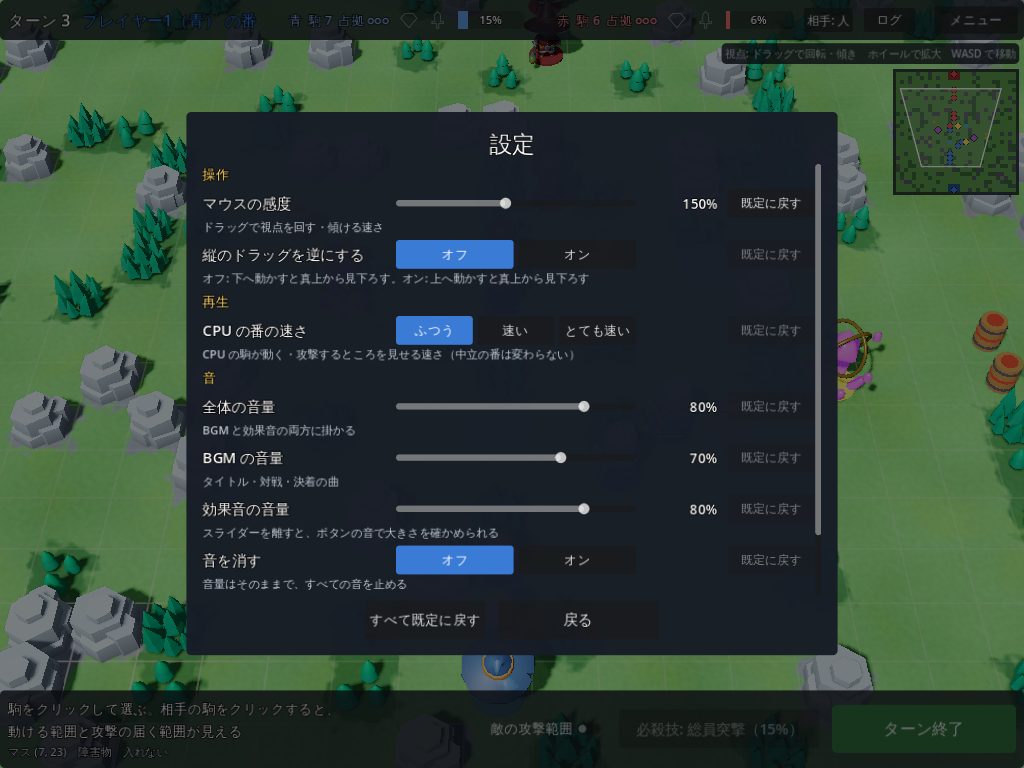 ターン 3 プレイヤー1（青） の番 青 駒 7 占拠 ○○○ 15% 赤 駒 6 占拠 ○○○ 6% 相手: 人 ログ メニュー
視点: ドラッグで回転・傾き ホイールで拡大 WASD で移動
設定
操作
マウスの感度 150% 既定に戻す
ドラッグで視点を回す・傾ける速さ
縦のドラッグを逆にする オフ オン 既定に戻す
オフ: 下へ動かすと真上から見下ろす。オン: 上へ動かすと真上から見下ろす
再生
CPU の番の速さ ふつう 速い とても速い 既定に戻す
CPU の駒が動く・攻撃するところを見せる速さ（中立の番は変わらない）
音
全体の音量 80% 既定に戻す
BGM と効果音の両方に掛かる
BGM の音量 70% 既定に戻す
タイトル・対戦・決着の曲
効果音の音量 80% 既定に戻す
スライダーを離すと、ボタンの音で大きさを確かめられる
音を消す オフ オン 既定に戻す
音量はそのままで、すべての音を止める
すべて既定に戻す 戻る
駒をクリックして選ぶ。相手の駒をクリックすると、
動ける範囲と攻撃の届く範囲が見える
マス (7, 23) 障害物 入れない
敵の攻撃範囲 ● 必殺技: 総員突撃（15%） ターン終了